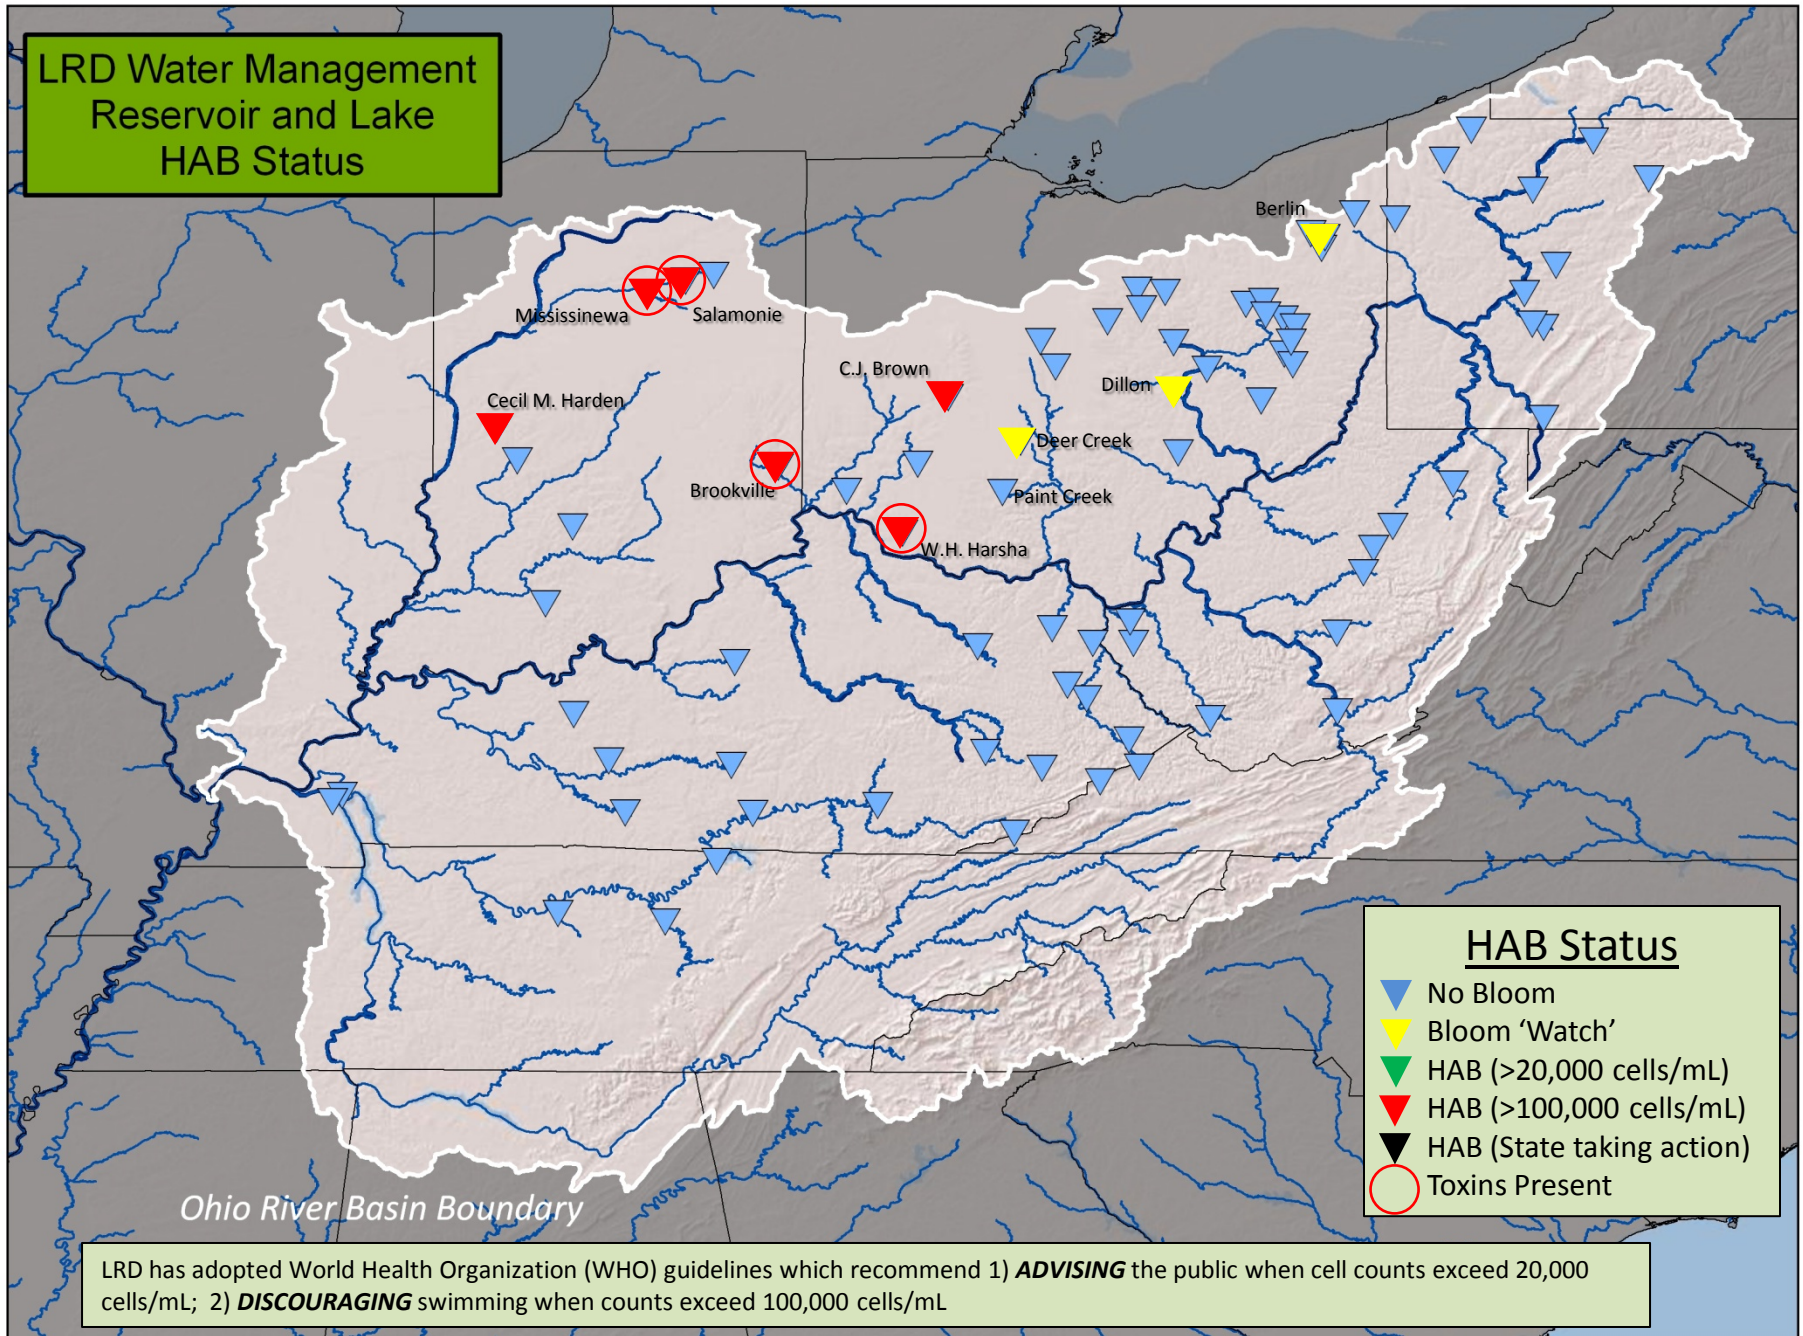 LRD Water Management
Reservoir and Lake
HAB Status
Berlin
Mississinewa
Salamonie
C.J. Brown
Dillon
Cecil M. Harden
Deer Creek
Brookville
Paint Creek
W.H. Harsha
HAB Status
No Bloom
Bloom ‘Watch’
HAB (>20,000 cells/mL)
HAB (>100,000 cells/mL)
HAB (State taking action)
Toxins Present
Ohio River Basin Boundary
LRD has adopted World Health Organization (WHO) guidelines which recommend 1) ADVISING the public when cell counts exceed 20,000
cells/mL; 2) DISCOURAGING swimming when counts exceed 100,000 cells/mL